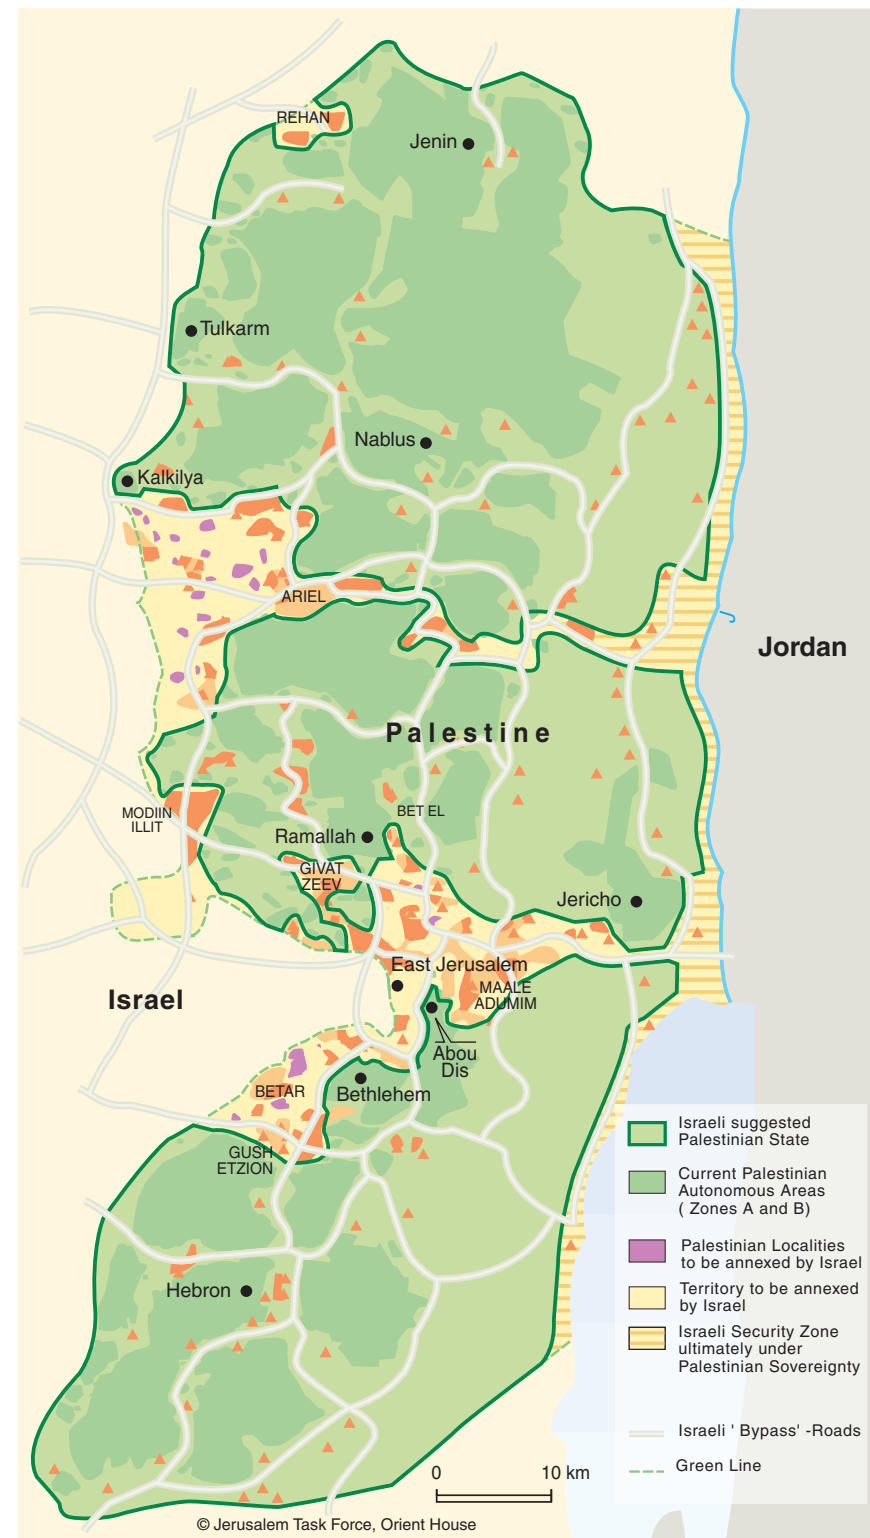 REHAN
Jenin
Tulkarm
Nablus
Kalkilya
ARIEL
Jordan
Palestine
MODIIN
ILLIT
BET EL
Ramallah
GIVAT
ZEEV
Jericho
East Jerusalem
Israel
MAALE
ADUMIM
Abou
Dis
BETAR
Bethlehem
GUSH
ETZION
Hebron
Israeli suggested
Palestinian State
Current Palestinian
Autonomous Areas
( Zones A and B)
Palestinian Localities
to be annexed by Israel
Territory to be annexed
by Israel
Israeli Security Zone
ultimately under
Palestinian Sovereignty
Israeli ' Bypass' -Roads
Green Line
0 10 km
© Jerusalem Task Force, Orient House